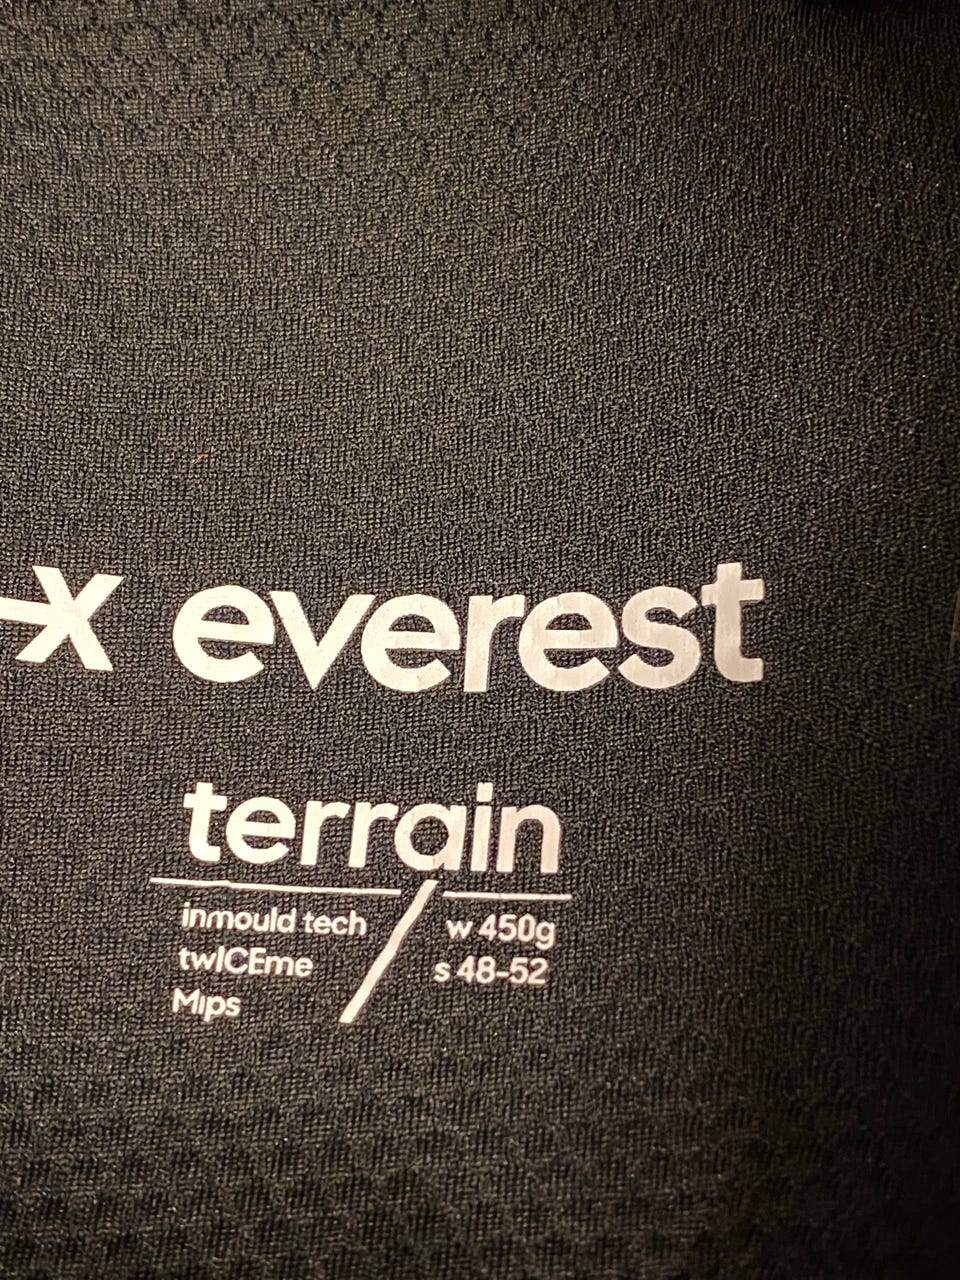 x everest
terrain
inmould tech
twICEme
Mips
w 450g
s 48-52